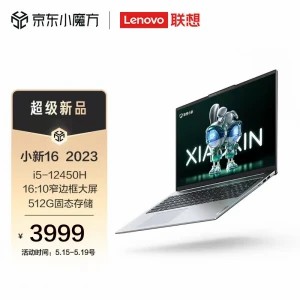 京东小魔方 Lenovo 联想
超级新品
小新16 2023
i5-12450H
16:10窄边框大屏
512G固态存储
¥ 3999
活动时间：5.15-5.19号
XIAOXIN